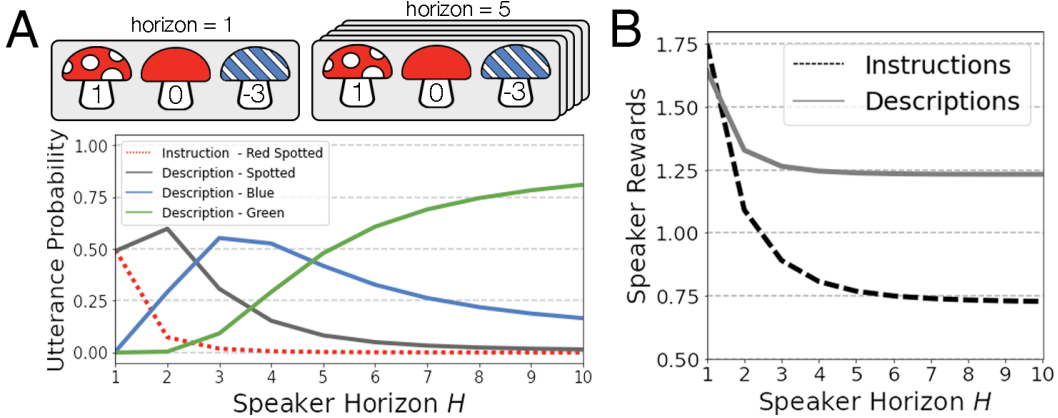 A
horizon = 1
horizon = 5
1 0 -3
1 0 -3
Utterance Probability
1.00
0.75
0.50
0.25
0.00
Instruction - Red Spotted
Description - Spotted
Description - Blue
Description - Green
1 2 3 4 5 6 7 8 9 10
Speaker Horizon H
B
Speaker Rewards
1.75
1.50
1.25
1.00
0.75
0.50
Instructions
Descriptions
1 2 3 4 5 6 7 8 9 10
Speaker Horizon H